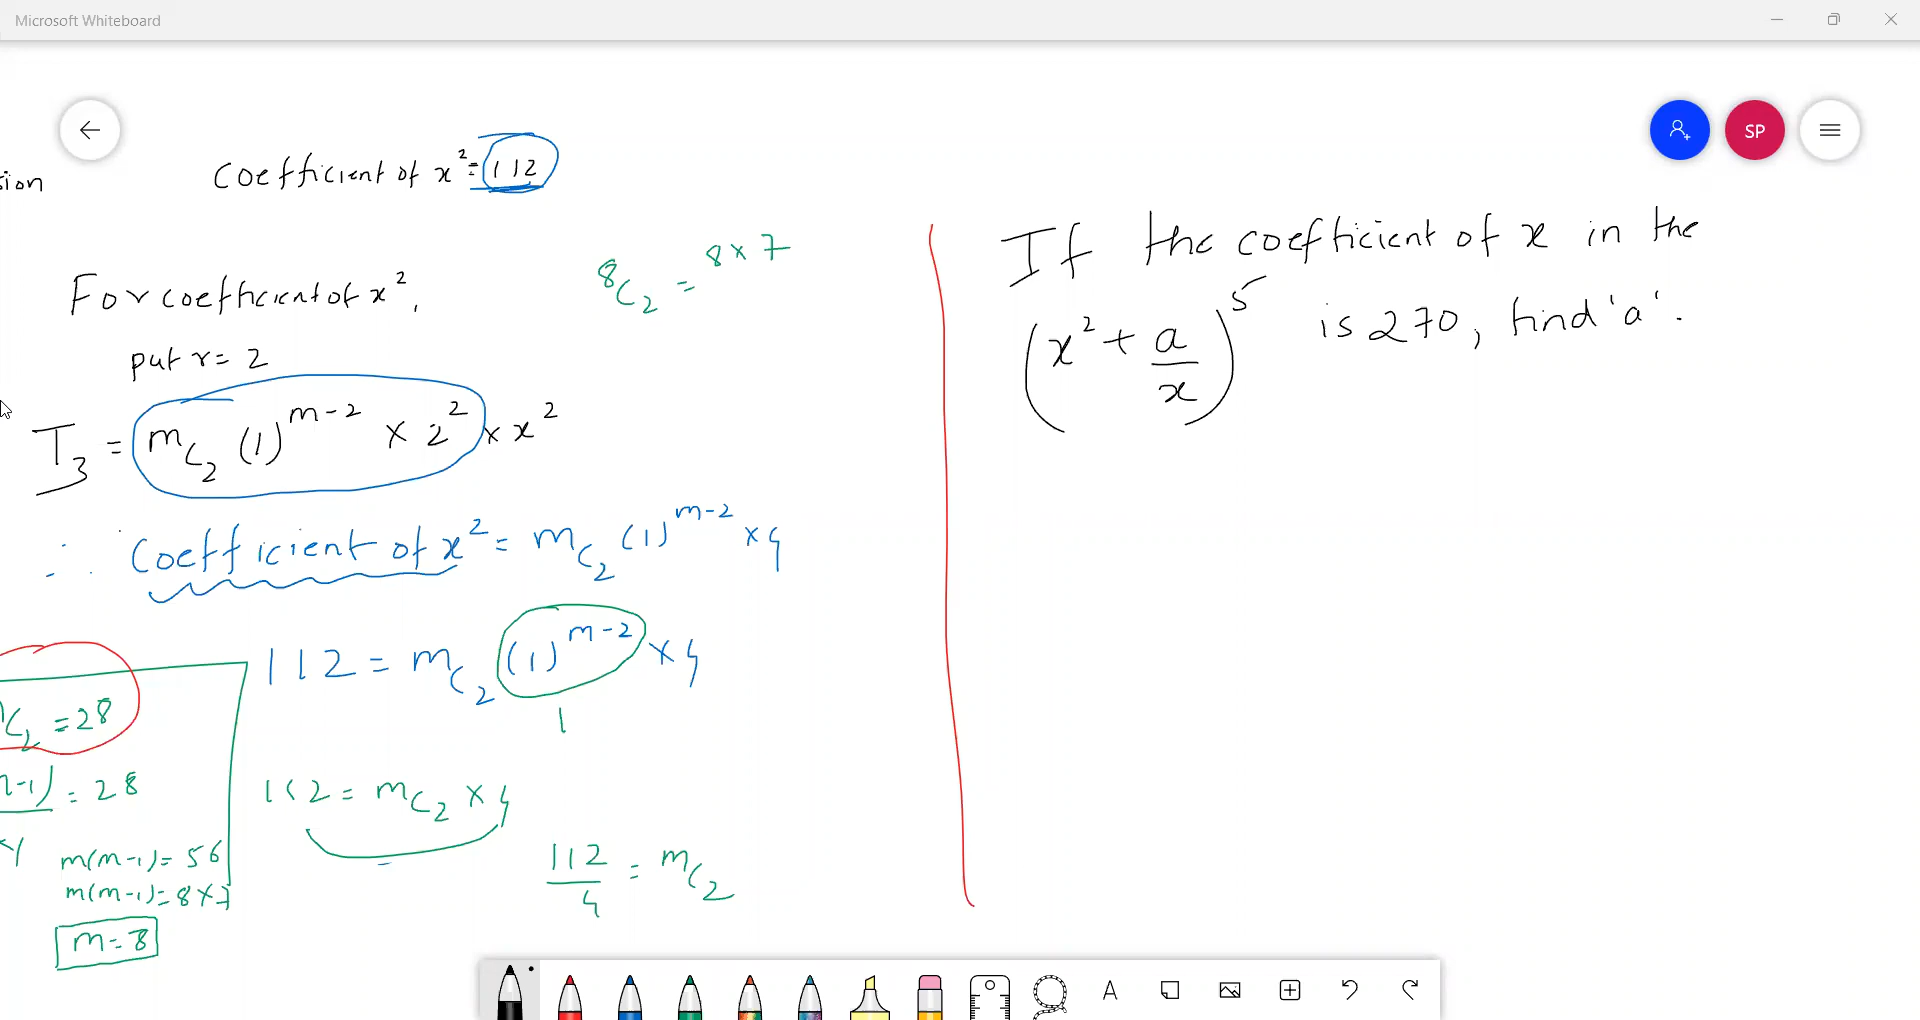 Microsoft Whiteboard
SP
sion
Coefficient of x² = 112
For coefficient of x²,
put r = 2
T₃ = mC₂ (1)^(m-2) × 2² × x²
⁸C₂ = 8 × 7
∴ Coefficient of x² = mC₂ (1)^(m-2) × 4
112 = mC₂ (1)^(m-2) × 4
1
C₂ = 28
-1) = 28
112 = mC₂ × 4
m(m-1) = 56
m(m-1) = 8 × 7
m = 8
112/4 = mC₂
If the coefficient of x in the
(x² + a/x)⁵ is 270, find 'a'.
A